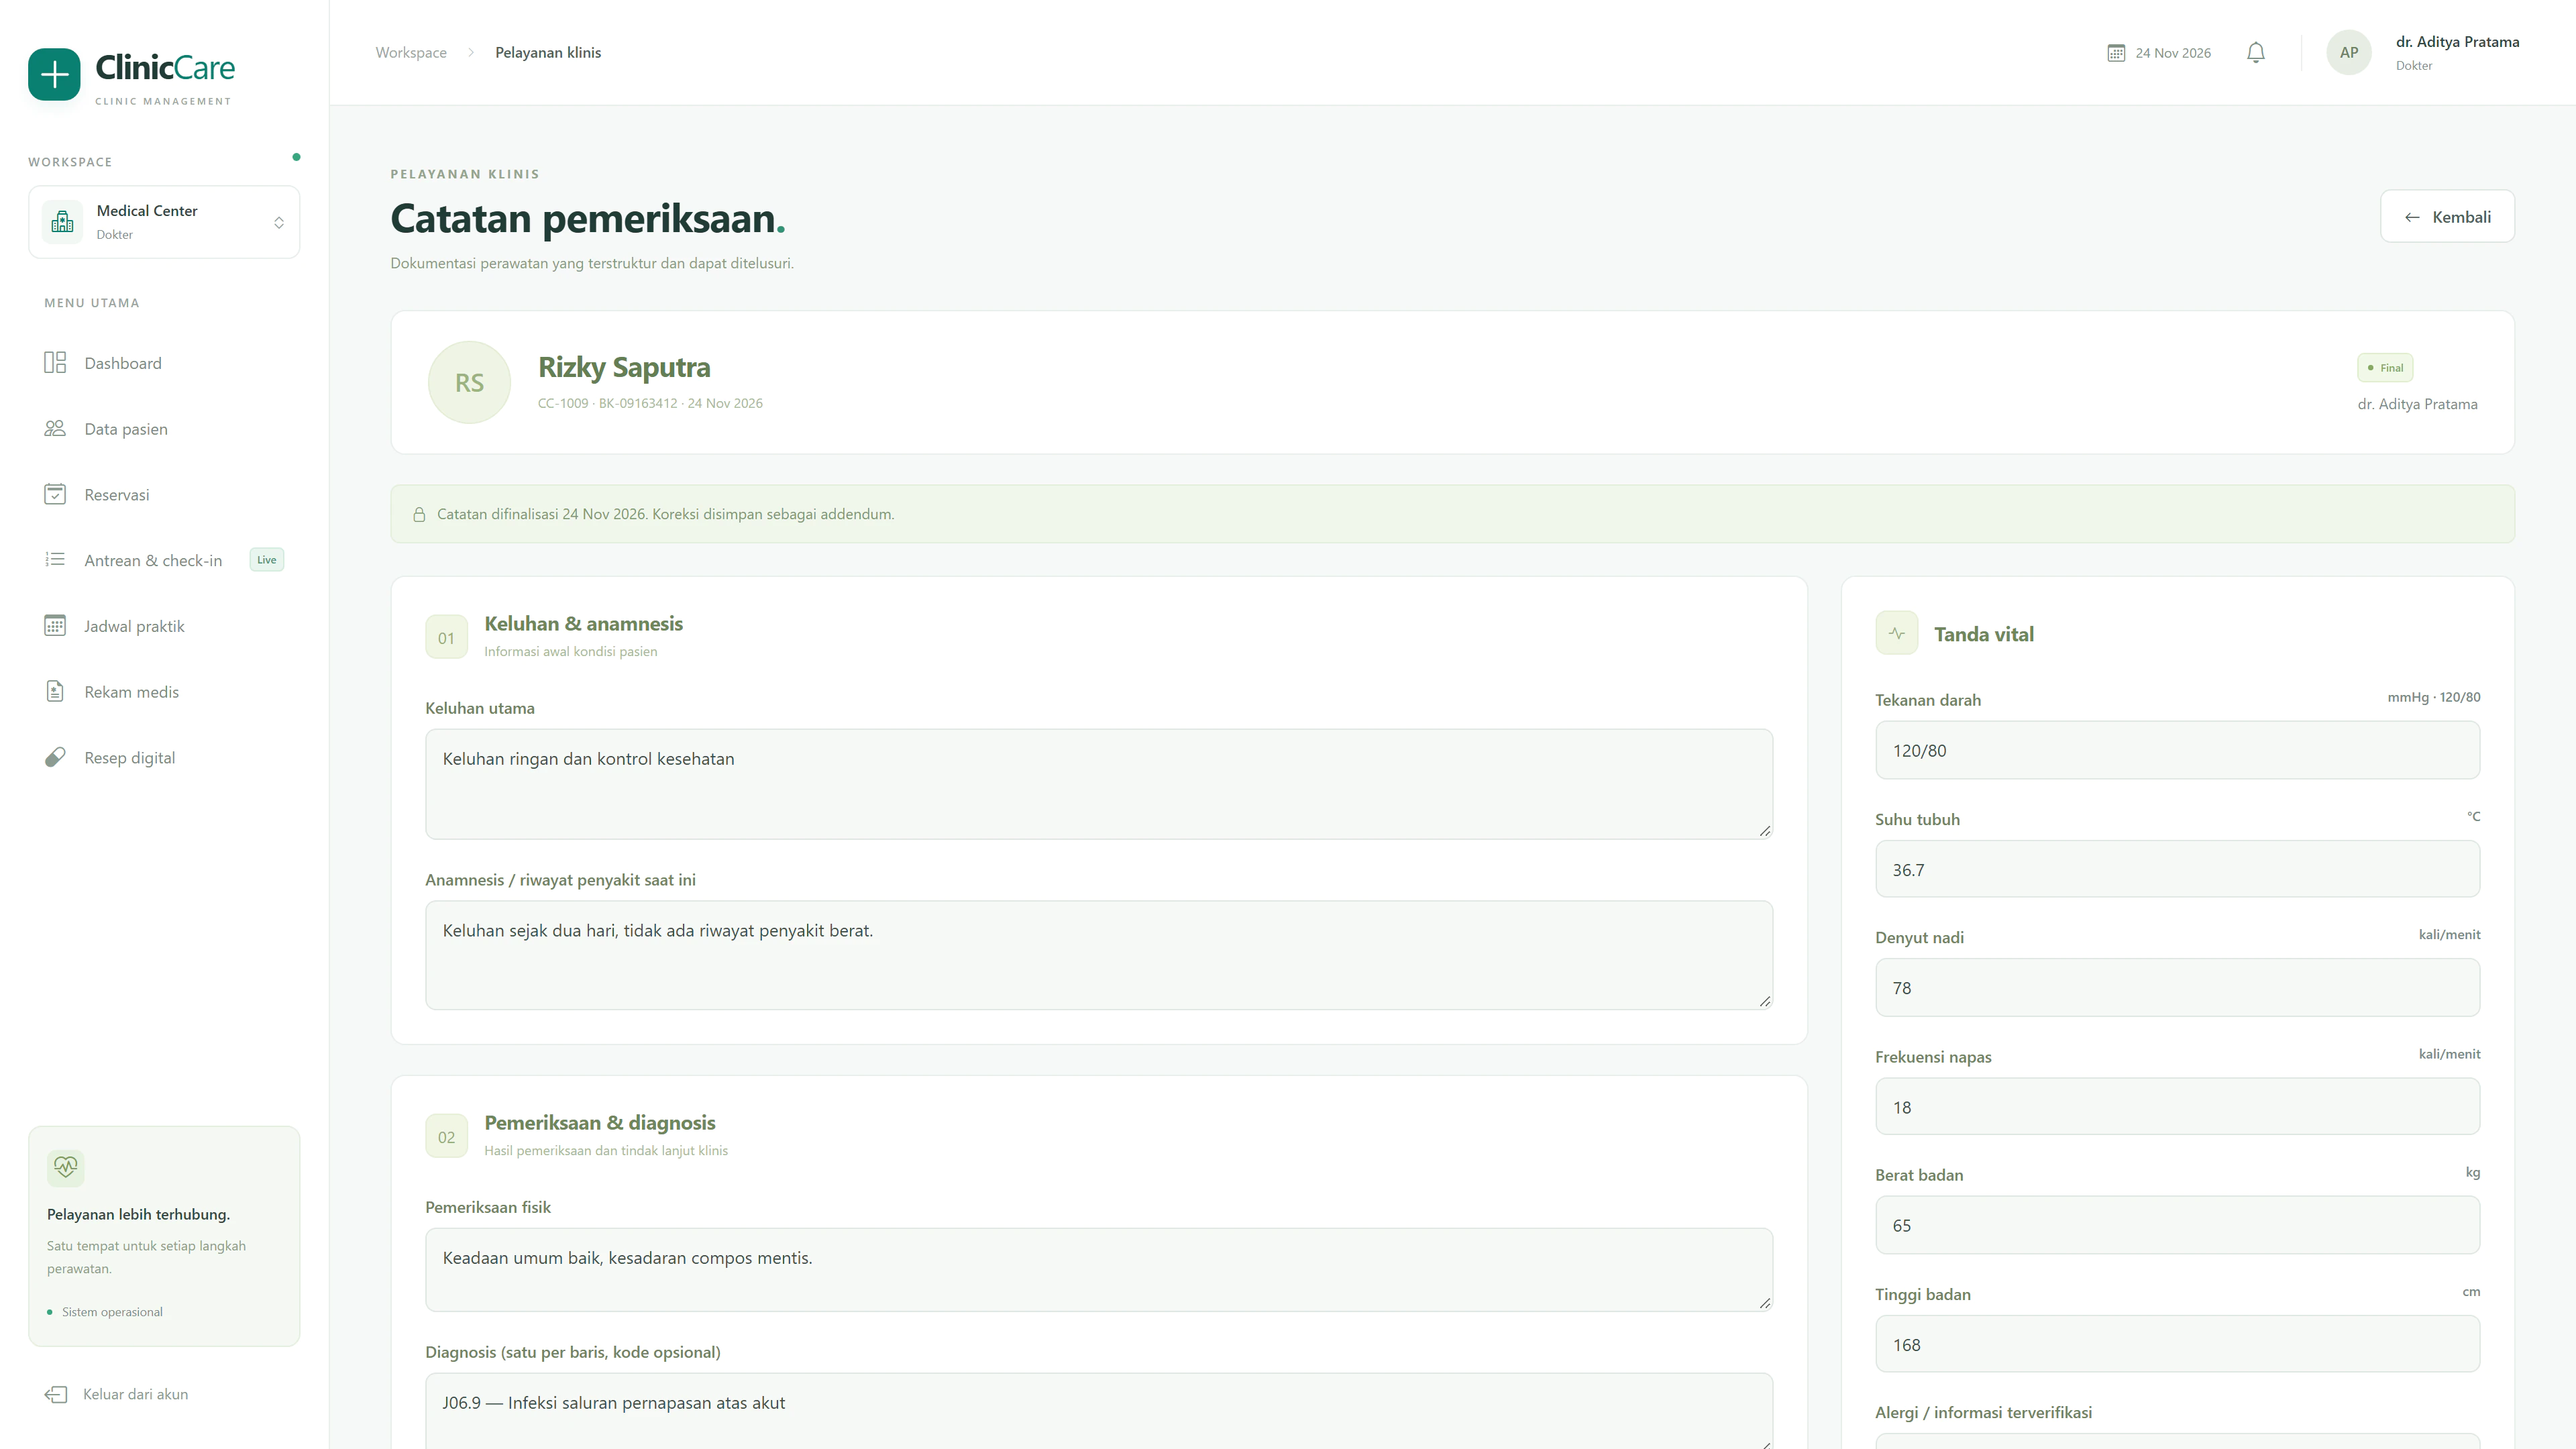 ClinicCare
CLINIC MANAGEMENT
WORKSPACE
Medical Center
Dokter
MENU UTAMA
Dashboard
Data pasien
Reservasi
Antrean & check-in
Live
Jadwal praktik
Rekam medis
Resep digital
Pelayanan lebih terhubung.
Satu tempat untuk setiap langkah
perawatan.
Sistem operasional
Keluar dari akun
Workspace
Pelayanan klinis
24 Nov 2026
AP
dr. Aditya Pratama
Dokter
PELAYANAN KLINIS
Catatan pemeriksaan.
Dokumentasi perawatan yang terstruktur dan dapat ditelusuri.
Kembali
RS
Rizky Saputra
CC-1009 · BK-09163412 · 24 Nov 2026
Final
dr. Aditya Pratama
Catatan difinalisasi 24 Nov 2026. Koreksi disimpan sebagai addendum.
01
Keluhan & anamnesis
Informasi awal kondisi pasien
Keluhan utama
Keluhan ringan dan kontrol kesehatan
Anamnesis / riwayat penyakit saat ini
Keluhan sejak dua hari, tidak ada riwayat penyakit berat.
02
Pemeriksaan & diagnosis
Hasil pemeriksaan dan tindak lanjut klinis
Pemeriksaan fisik
Keadaan umum baik, kesadaran compos mentis.
Diagnosis (satu per baris, kode opsional)
J06.9 — Infeksi saluran pernapasan atas akut
Tanda vital
Tekanan darah
mmHg · 120/80
120/80
Suhu tubuh
°C
36.7
Denyut nadi
kali/menit
78
Frekuensi napas
kali/menit
18
Berat badan
kg
65
Tinggi badan
cm
168
Alergi / informasi terverifikasi